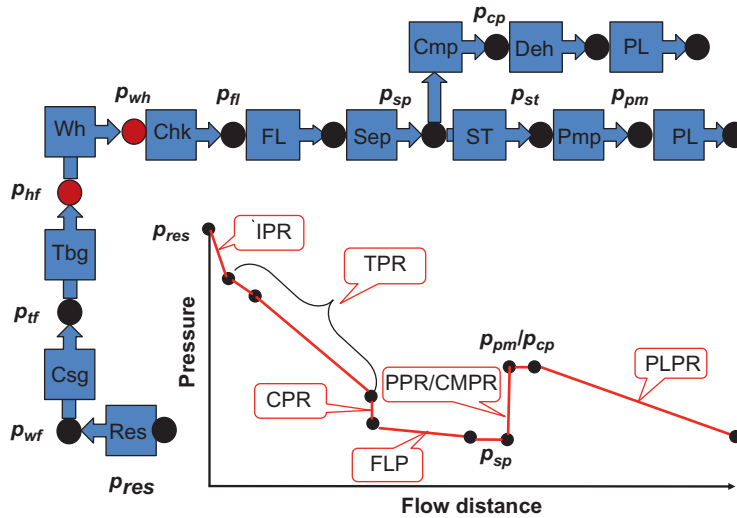 p_cp
Cmp
Deh
PL
p_wh
p_fl
p_sp
p_st
p_pm
Wh
Chk
FL
Sep
ST
Pmp
PL
p_hf
Tbg
p_tf
Csg
p_wf
Res
p_res
p_res
`IPR
TPR
Pressure
p_pm/p_cp
PPR/CMPR
PLPR
CPR
FLP
p_sp
Flow distance